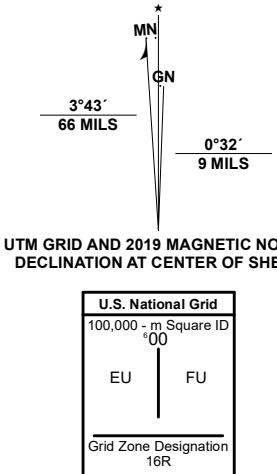 ★
MN
GN
3°43´
66 MILS
0°32´
9 MILS
UTM GRID AND 2019 MAGNETIC NO
DECLINATION AT CENTER OF SHE
U.S. National Grid
100,000 - m Square ID
⁶00
EU FU
Grid Zone Designation
16R